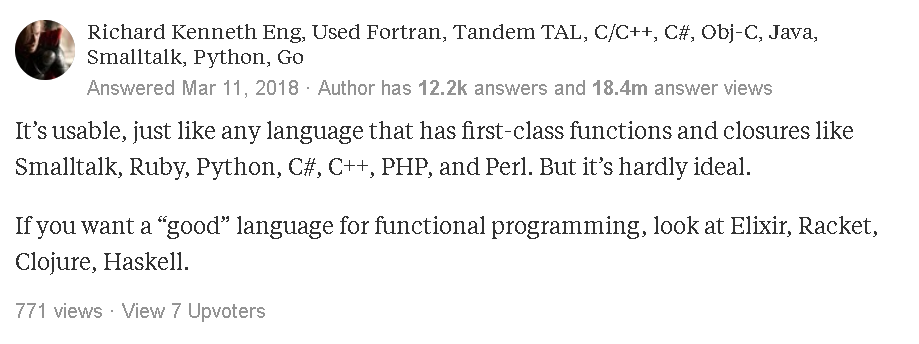 Richard Kenneth Eng, Used Fortran, Tandem TAL, C/C++, C#, Obj-C, Java,
Smalltalk, Python, Go
Answered Mar 11, 2018 · Author has 12.2k answers and 18.4m answer views
It’s usable, just like any language that has first-class functions and closures like
Smalltalk, Ruby, Python, C#, C++, PHP, and Perl. But it’s hardly ideal.
If you want a “good” language for functional programming, look at Elixir, Racket,
Clojure, Haskell.
771 views · View 7 Upvoters